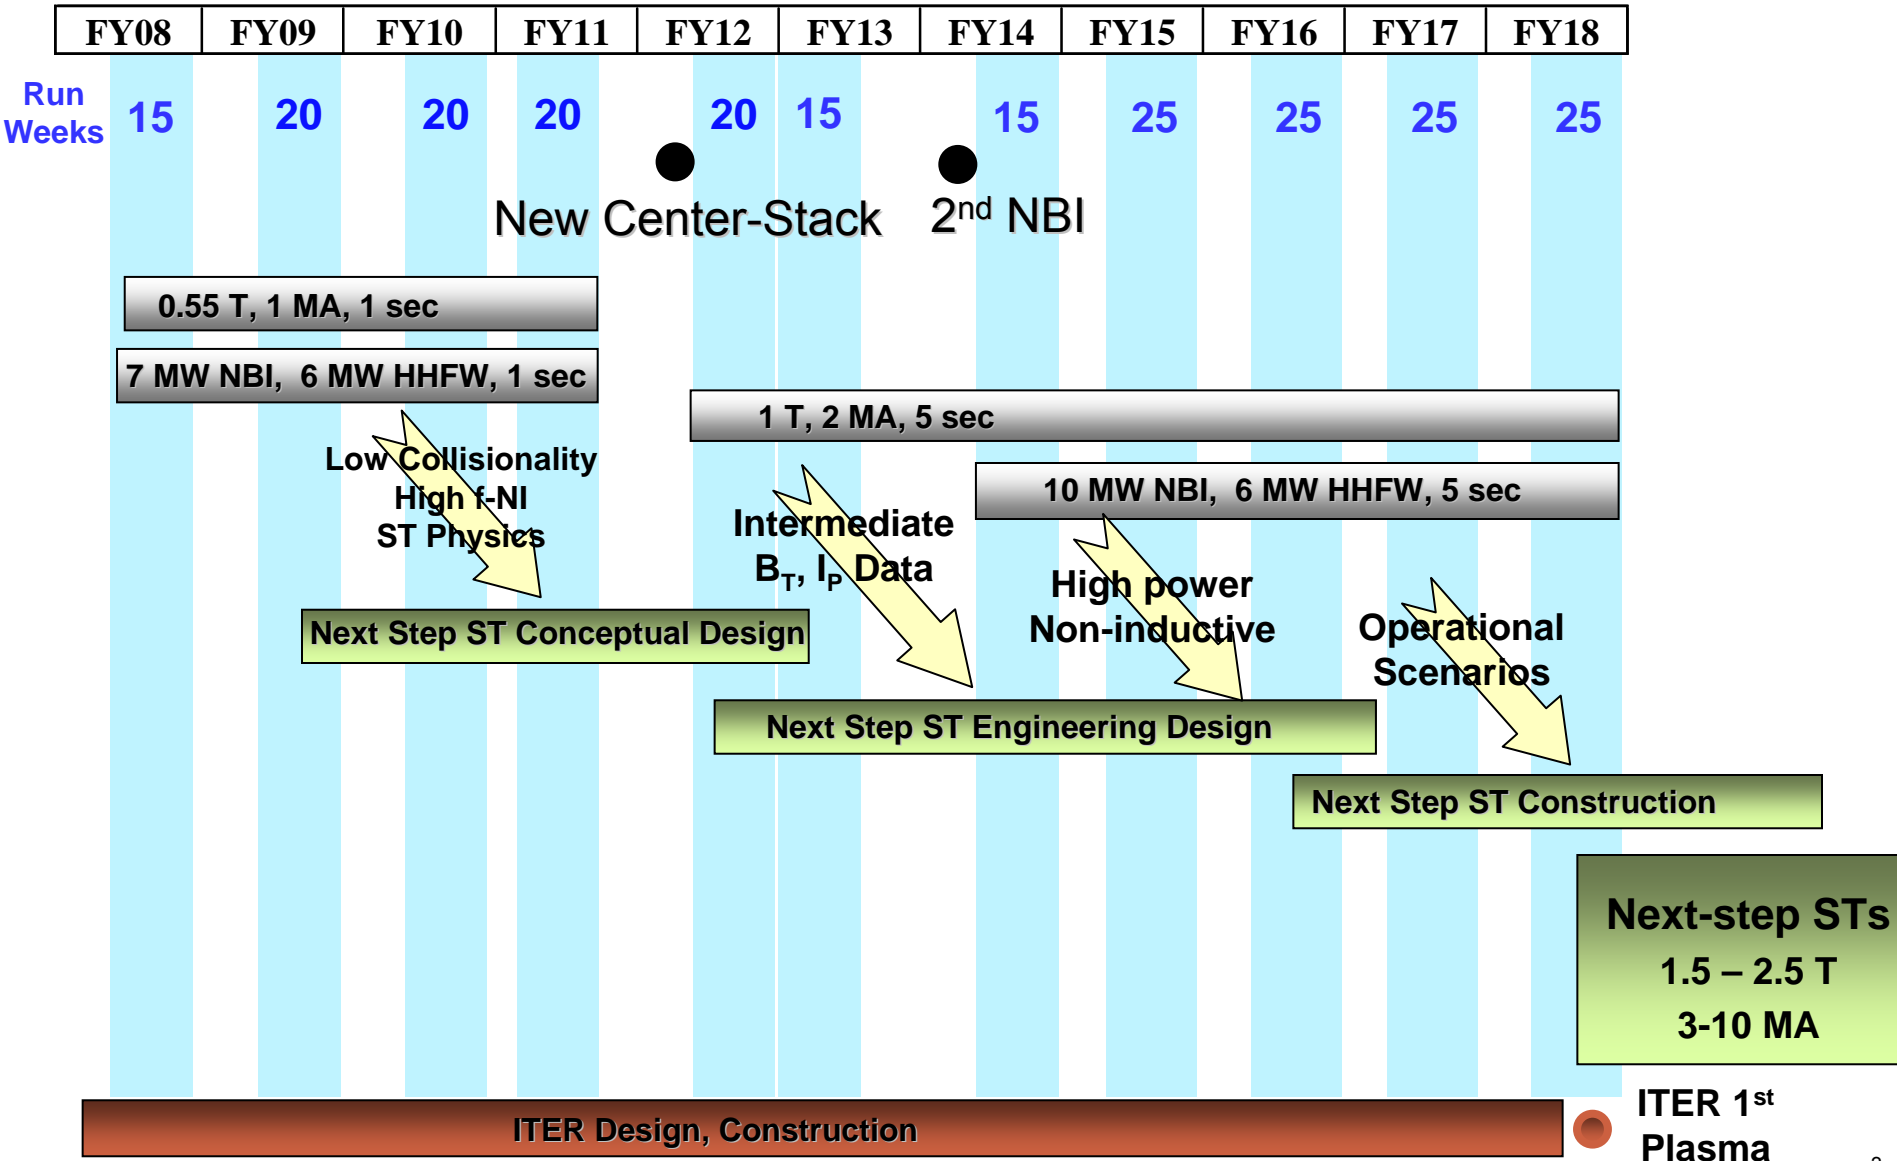 FY08 FY09 FY10 FY11 FY12 FY13 FY14 FY15 FY16 FY17 FY18
Run
Weeks
15 20 20 20 20 15 15 25 25 25 25
New Center-Stack
2nd NBI
0.55 T, 1 MA, 1 sec
7 MW NBI, 6 MW HHFW, 1 sec
1 T, 2 MA, 5 sec
10 MW NBI, 6 MW HHFW, 5 sec
Low Collisionality
High f-NI
ST Physics
Intermediate
BT, IP Data
High power
Non-inductive
Operational
Scenarios
Next Step ST Conceptual Design
Next Step ST Engineering Design
Next Step ST Construction
Next-step STs
1.5 – 2.5 T
3-10 MA
ITER Design, Construction
ITER 1st
Plasma